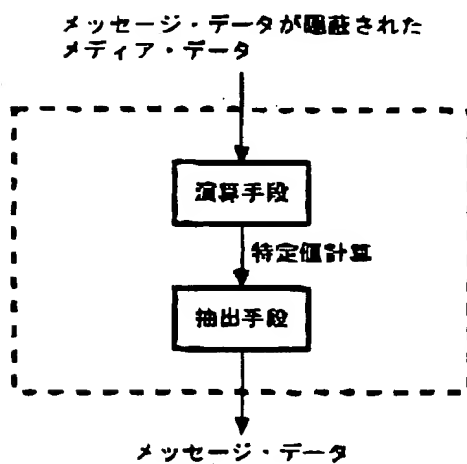 メッセージ・データが隠蔽された
メディア・データ
演算手段
特定値計算
抽出手段
メッセージ・データ